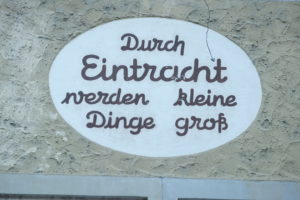 Durch
Eintracht
werden kleine
Dinge groß